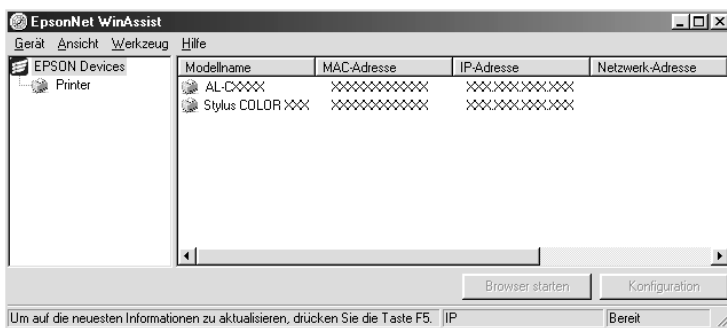 EpsonNet WinAssist
Gerät Ansicht Werkzeug Hilfe
EPSON Devices
Printer
Modellname MAC-Adresse IP-Adresse Netzwerk-Adresse
AL-CXXXX XXXXXXXXXXXX XXX.XXX.XXX.XXX
Stylus COLOR XXX XXXXXXXXXXXX XXX.XXX.XXX.XXX
Browser starten Konfiguration
Um auf die neuesten Informationen zu aktualisieren, drücken Sie die Taste F5. IP Bereit